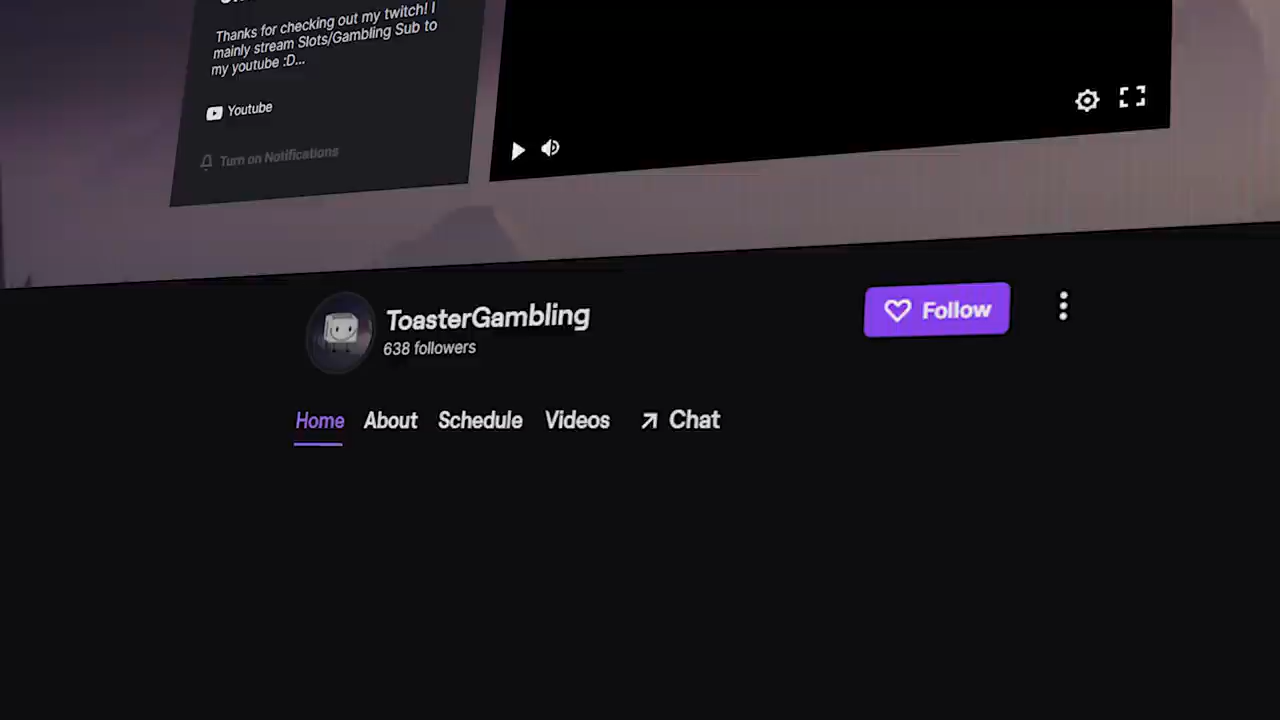 Thanks for checking out my twitch! I
mainly stream Slots/Gambling Sub to
my youtube :D...
Youtube
Turn on Notifications
ToasterGambling
638 followers
Follow
Home About Schedule Videos Chat